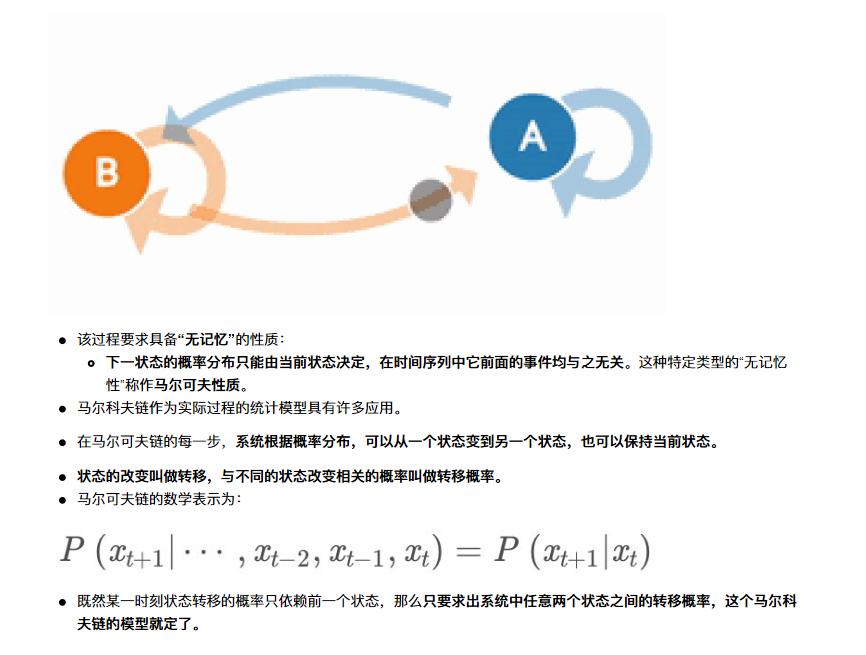 B
A
该过程要求具备“无记忆”的性质：
下一状态的概率分布只能由当前状态决定，在时间序列中它前面的事件均与之无关。这种特定类型的“无记忆
性”称作马尔可夫性质。
马尔科夫链作为实际过程的统计模型具有许多应用。
在马尔可夫链的每一步，系统根据概率分布，可以从一个状态变到另一个状态，也可以保持当前状态。
状态的改变叫做转移，与不同的状态改变相关的概率叫做转移概率。
马尔可夫链的数学表示为：
P (x_{t+1}|··· , x_{t−2}, x_{t−1}, x_t) = P (x_{t+1}|x_t)
既然某一时刻状态转移的概率只依赖前一个状态，那么只要求出系统中任意两个状态之间的转移概率，这个马尔科
夫链的模型就定了。